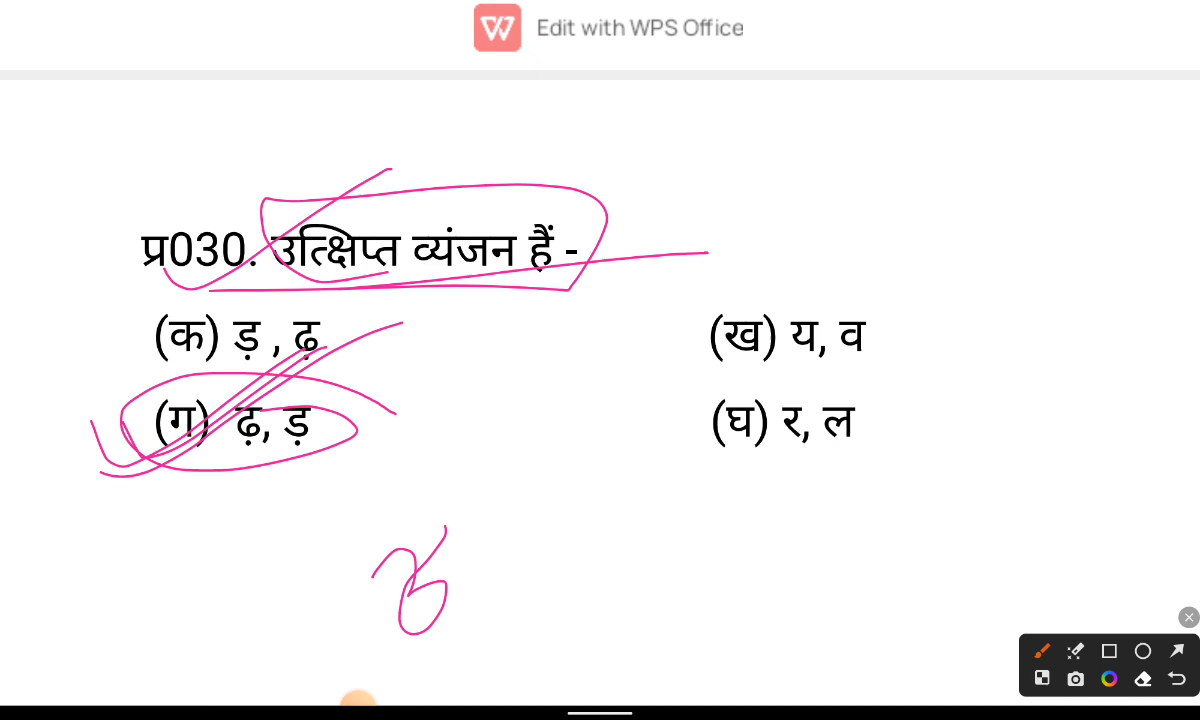 Edit with WPS Office
प्र030. उत्क्षिप्त व्यंजन हैं -
(क) ड़ , ढ़ (ख) य, व
(ग) ढ़, ड़ (घ) र, ल